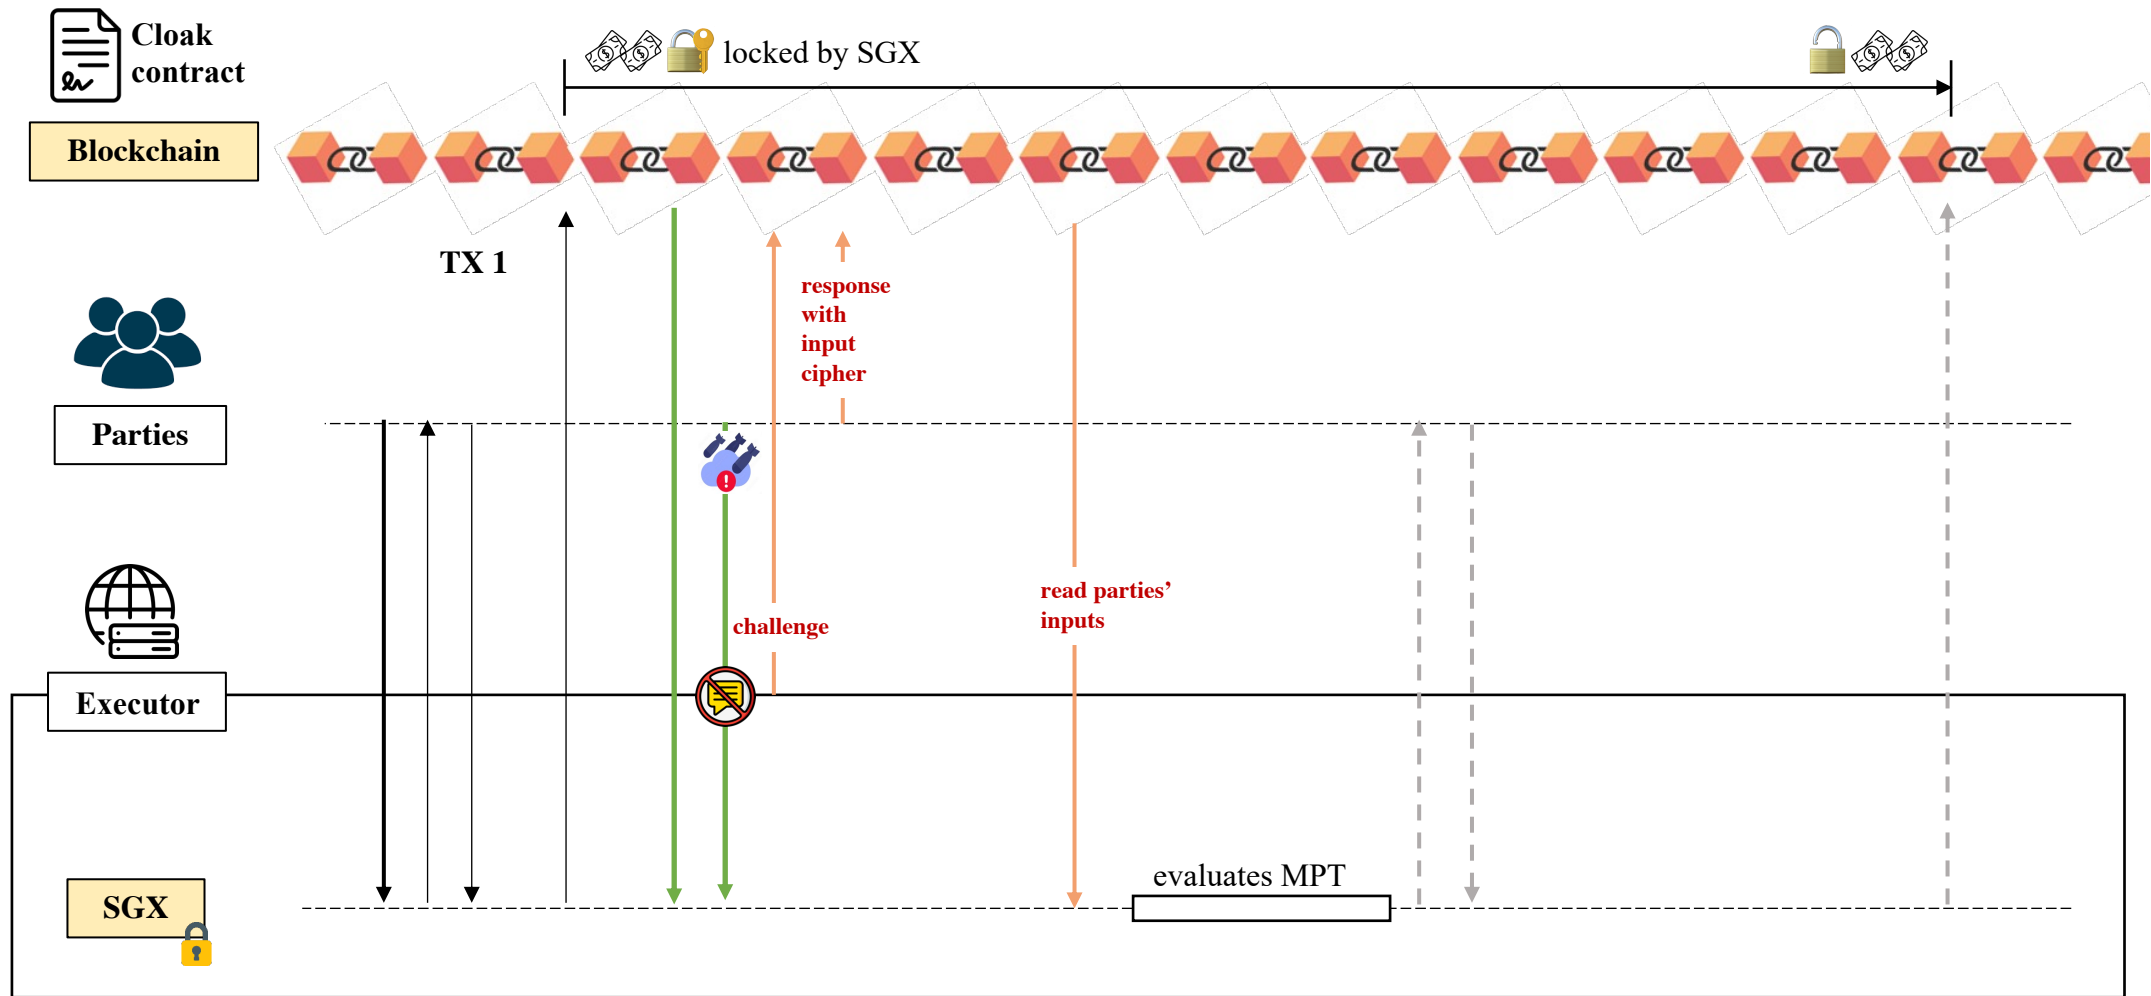 Cloak
contract
locked by SGX
Blockchain
TX 1
response
with
input
cipher
Parties
read parties’
inputs
challenge
Executor
evaluates MPT
SGX